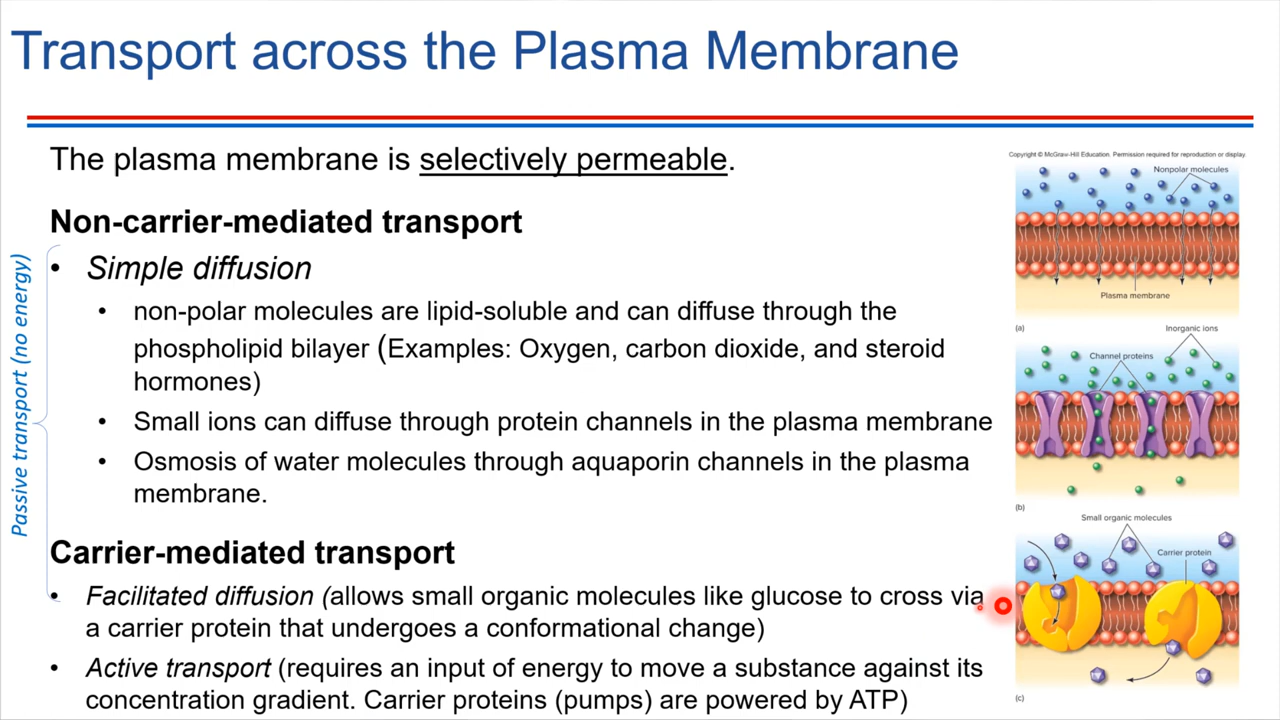 Transport across the Plasma Membrane
The plasma membrane is selectively permeable.
Non-carrier-mediated transport
Passive transport (no energy)
• Simple diffusion
• non-polar molecules are lipid-soluble and can diffuse through the
phospholipid bilayer (Examples: Oxygen, carbon dioxide, and steroid
hormones)
• Small ions can diffuse through protein channels in the plasma membrane
• Osmosis of water molecules through aquaporin channels in the plasma
membrane.
Carrier-mediated transport
• Facilitated diffusion (allows small organic molecules like glucose to cross via
a carrier protein that undergoes a conformational change)
• Active transport (requires an input of energy to move a substance against its
concentration gradient. Carrier proteins (pumps) are powered by ATP)
Copyright © McGraw-Hill Education. Permission required for reproduction or display
Nonpolar molecules
Plasma membrane
(a)
Inorganic ions
Channel proteins
(b)
Small organic molecules
Carrier protein
(c)